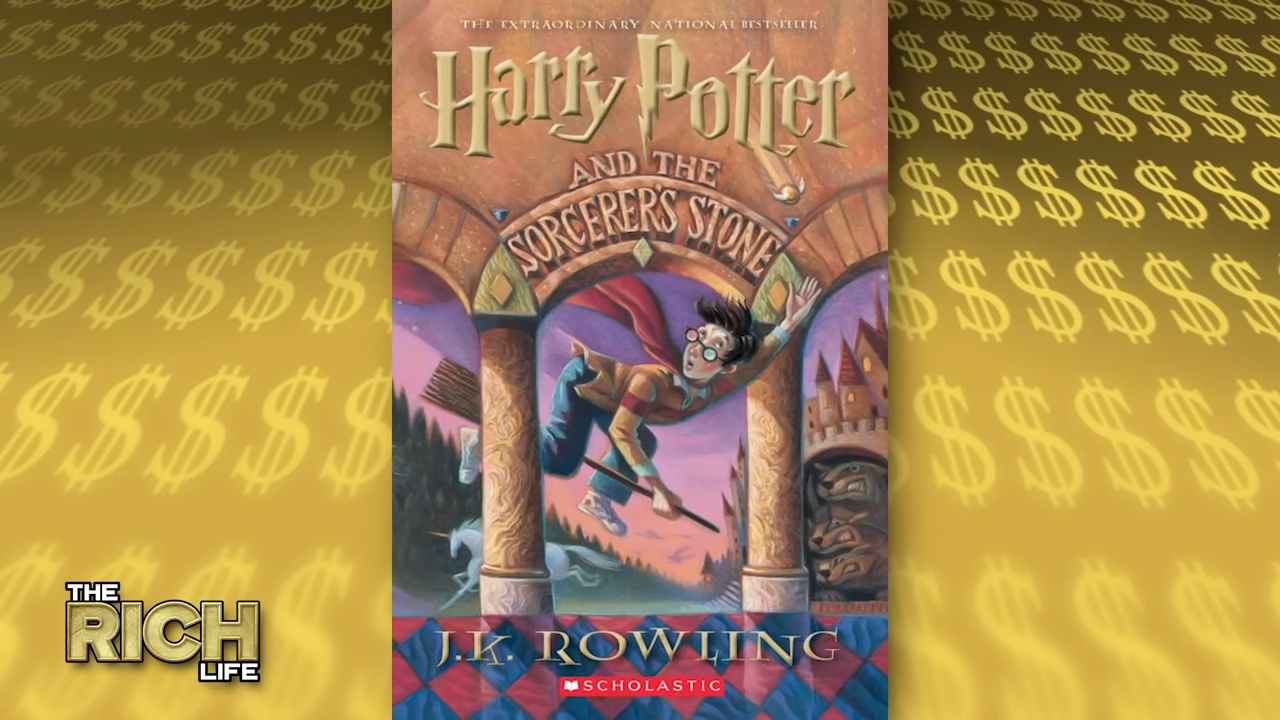 THE EXTRAORDINARY NATIONAL BESTSELLER
Harry Potter
AND THE
SORCERER'S STONE
J.K. ROWLING
SCHOLASTIC
THE
RICH
LIFE